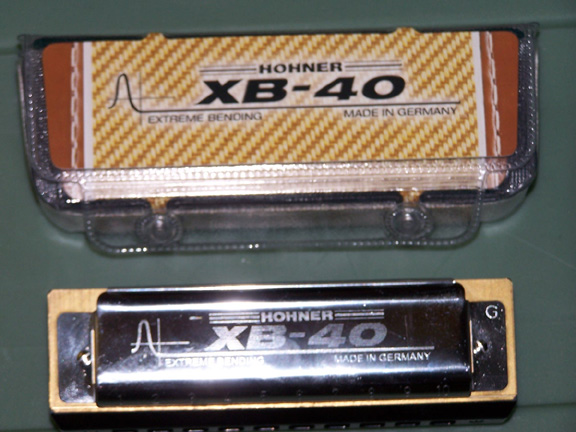 HOHNER
XB-40
EXTREME BENDING MADE IN GERMANY
HOHNER
G
XB-40
EXTREME BENDING MADE IN GERMANY